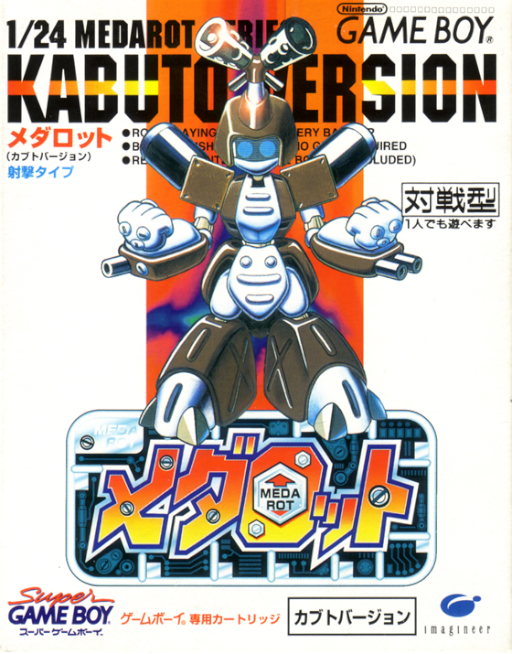 Nintendo
GAME BOY®
1/24 MEDAROT
KABUTO VERSION
メダロット
(カブトバージョン)
射撃タイプ
対戦型
1人でも遊べます
MEDA
ROT
メダロット
MEDA
ROT
Super
GAME BOY
スーパーゲームボーイ
ゲームボーイ®専用カートリッジ
カブトバージョン
imagineer